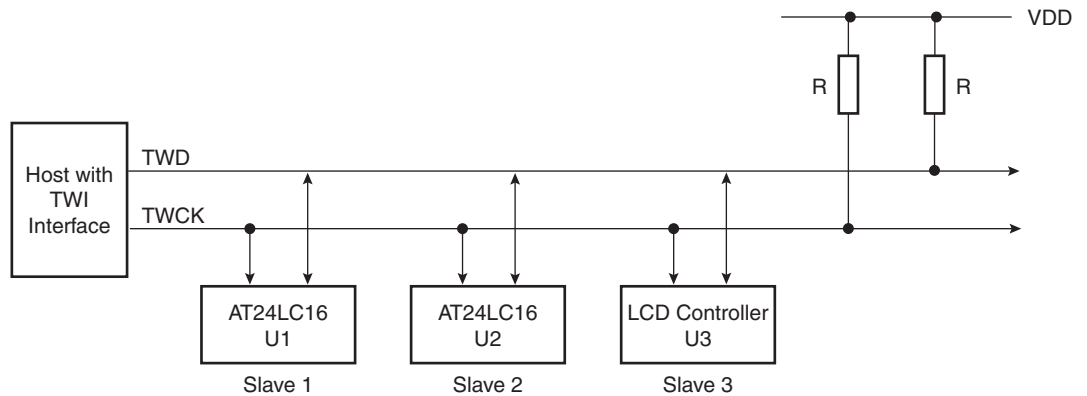 VDD
R
R
Host with
TWI
Interface
TWD
TWCK
AT24LC16
U1
AT24LC16
U2
LCD Controller
U3
Slave 1
Slave 2
Slave 3